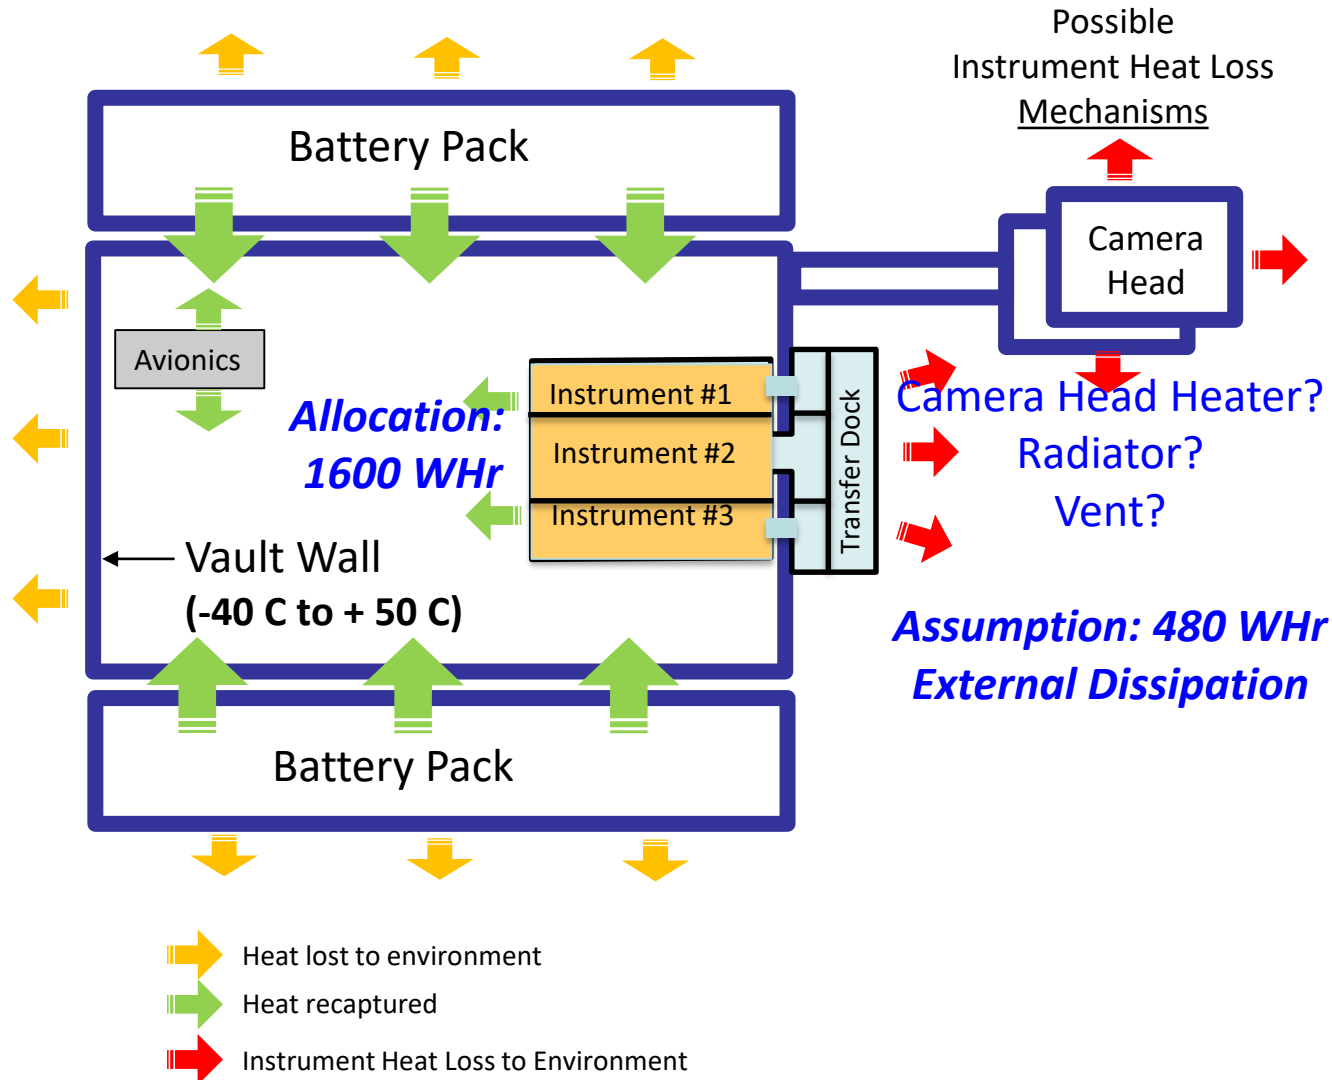 Possible
Instrument Heat Loss
Mechanisms
Battery Pack
Camera
Head
Avionics
Allocation:
1600 WHr
Instrument #1
Instrument #2
Instrument #3
Transfer Dock
Camera Head Heater?
Radiator?
Vent?
Vault Wall
(-40 C to + 50 C)
Assumption: 480 WHr
External Dissipation
Battery Pack
Heat lost to environment
Heat recaptured
Instrument Heat Loss to Environment